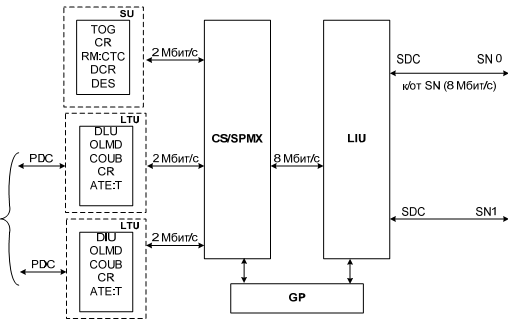 SU
TOG
CR
RM:CTC
DCR
DES
2 Мбит/с
LTU
DLU
OLMD
COUB
CR
ATE:T
PDC
2 Мбит/с
LTU
DIU
OLMD
COUB
CR
ATE:T
PDC
2 Мбит/с
CS/SPMX
8 Мбит/с
LIU
SDC SN 0
к/от SN (8 Мбит/с)
SDC SN1
GP